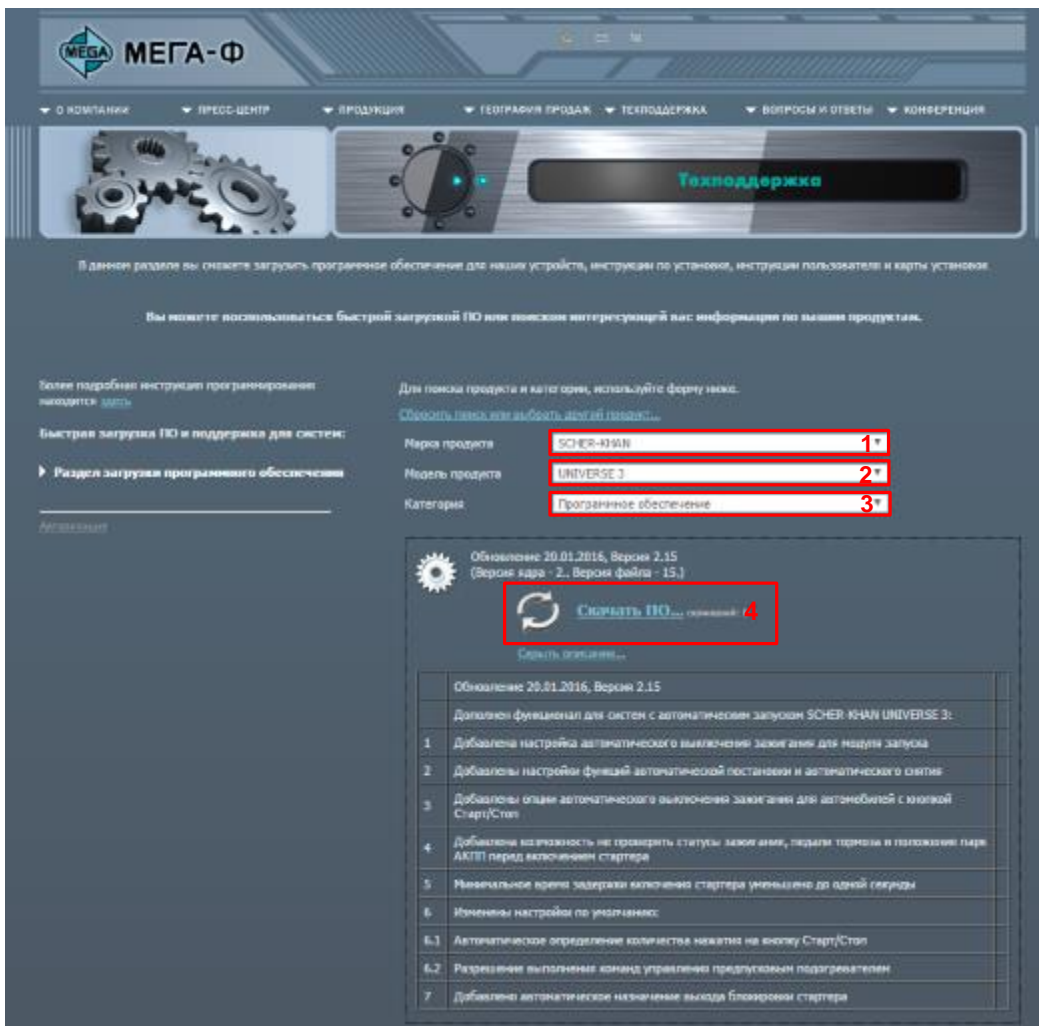 MEGA МЕГА-Ф
О КОМПАНИИ ПРЕСС-ЦЕНТР ПРОДУКЦИЯ ГЕОГРАФИЯ ПРОДАЖ ТЕХПОДДЕРЖКА ВОПРОСЫ И ОТВЕТЫ КОНФЕРЕНЦИЯ
Техподдержка
В данном разделе вы сможете загрузить программное обеспечение для наших устройств, инструкции по установке, инструкции пользователя и карты установок
Вы можете воспользоваться быстрой загрузкой ПО или поиском интересующей вас информации по нашим продуктам.
Более подробная инструкция программирования
находится здесь
Быстрая загрузка ПО и поддержка для систем:
Раздел загрузки программного обеспечения
Авторизация
Для поиска продукта и категории, используйте форму ниже.
Сбросить поиск или выбрать другой продукт...
Марка продукта SCHER-KHAN 1
Модель продукта UNIVERSE 3 2
Категория Программное обеспечение 3
Обновление 20.01.2016, Версия 2.15
(Версия ядра - 2.. Версия файла - 15.)
Скачать ПО... 4
Скрыть описание...
Обновление 20.01.2016, Версия 2.15
Дополнен функционал для систем с автоматическим запуском SCHER-KHAN UNIVERSE 3:
1 Добавлена настройка автоматического выключения зажигания для модуля запуска
2 Добавлены настройки функций автоматической постановки и автоматического снятия
3 Добавлены опции автоматического выключения зажигания для автомобилей с кнопкой
Старт/Стоп
4 Добавлена возможность не проверять статусы зажигания, педали тормоза и положения парк
АКПП перед включением стартера
5 Минимальное время задержки включения стартера уменьшено до одной секунды
6 Изменены настройки по умолчанию:
6.1 Автоматическое определение количества нажатия на кнопку Старт/Стоп
6.2 Разрешение выполнения команд управления предпусковым подогревателем
7 Добавлено автоматическое назначение выхода блокировки стартера